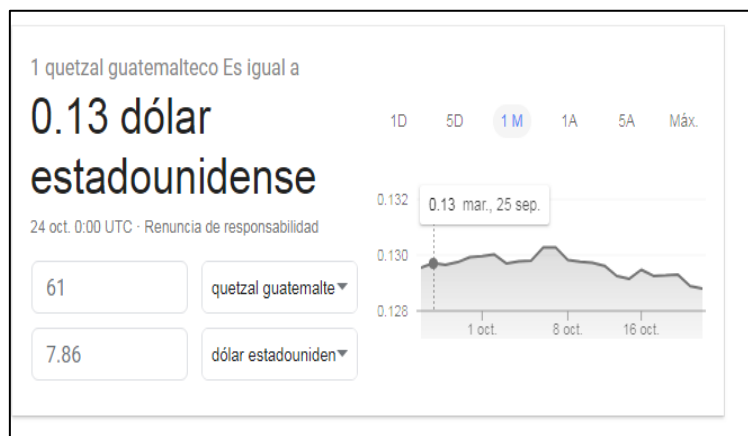 1 quetzal guatemalteco Es igual a
0.13 dólar
estadounidense
24 oct. 0:00 UTC · Renuncia de responsabilidad
61 quetzal guatemalte
7.86 dólar estadouniden
1D 5D 1 M 1A 5A Máx.
0.132
0.13 mar., 25 sep.
0.130
0.128
1 oct. 8 oct. 16 oct.